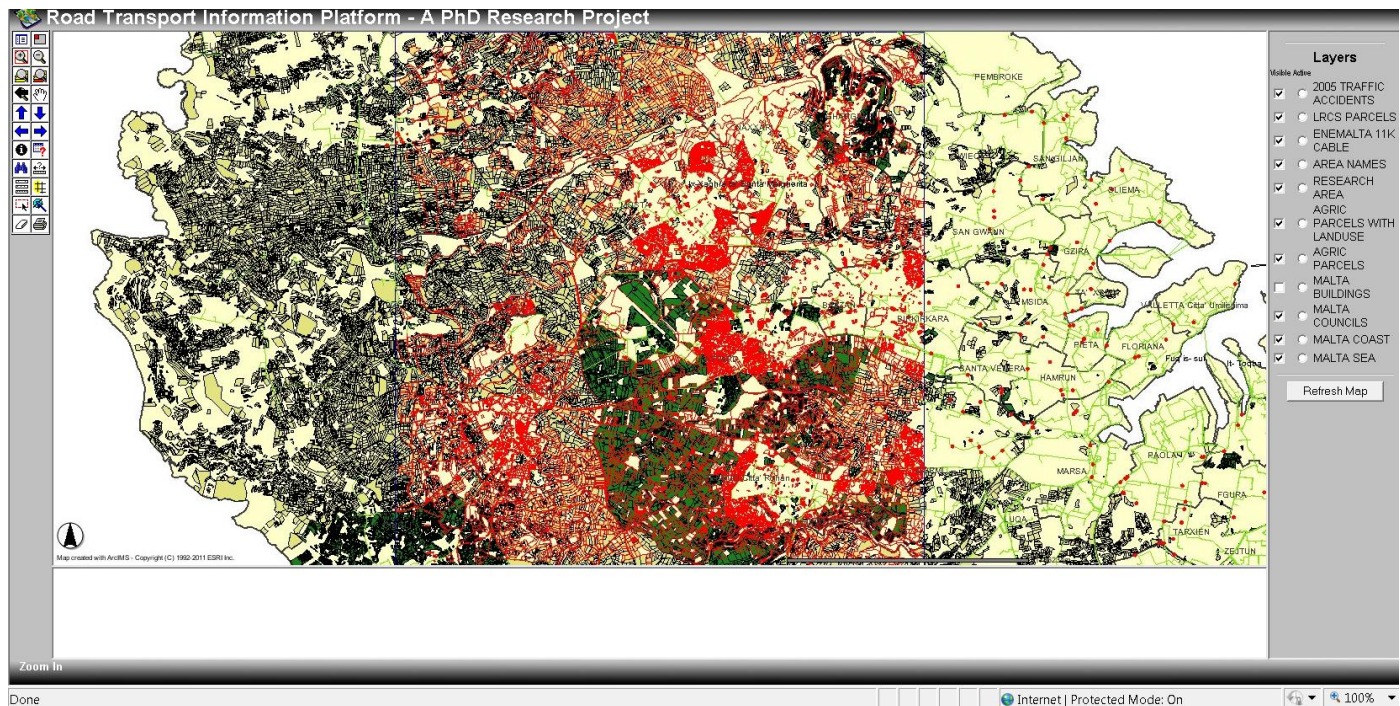 Road Transport Information Platform - A PhD Research Project
PEMBROKE
SAN GILJAN
SLIEMA
SAN GWANN
GZIRA
VALLETTA Citta' Umilissima
BIRKIRKARA
PIETA
FLORIANA
SANTA VENERA
HAMRUN
MARSA
PAOLA
LUQA
FGURA
TARXIEN
ZEJTUN
Map created with ArcIMS - Copyright (C) 1992-2011 ESRI Inc.
Layers
Visible Active
2005 TRAFFIC
ACCIDENTS
LRCS PARCELS
ENEMALTA 11K
CABLE
AREA NAMES
RESEARCH
AREA
AGRIC
PARCELS WITH
LANDUSE
AGRIC
PARCELS
MALTA
BUILDINGS
MALTA
COUNCILS
MALTA COAST
MALTA SEA
Refresh Map
Zoom In
Done
Internet | Protected Mode: On
100%